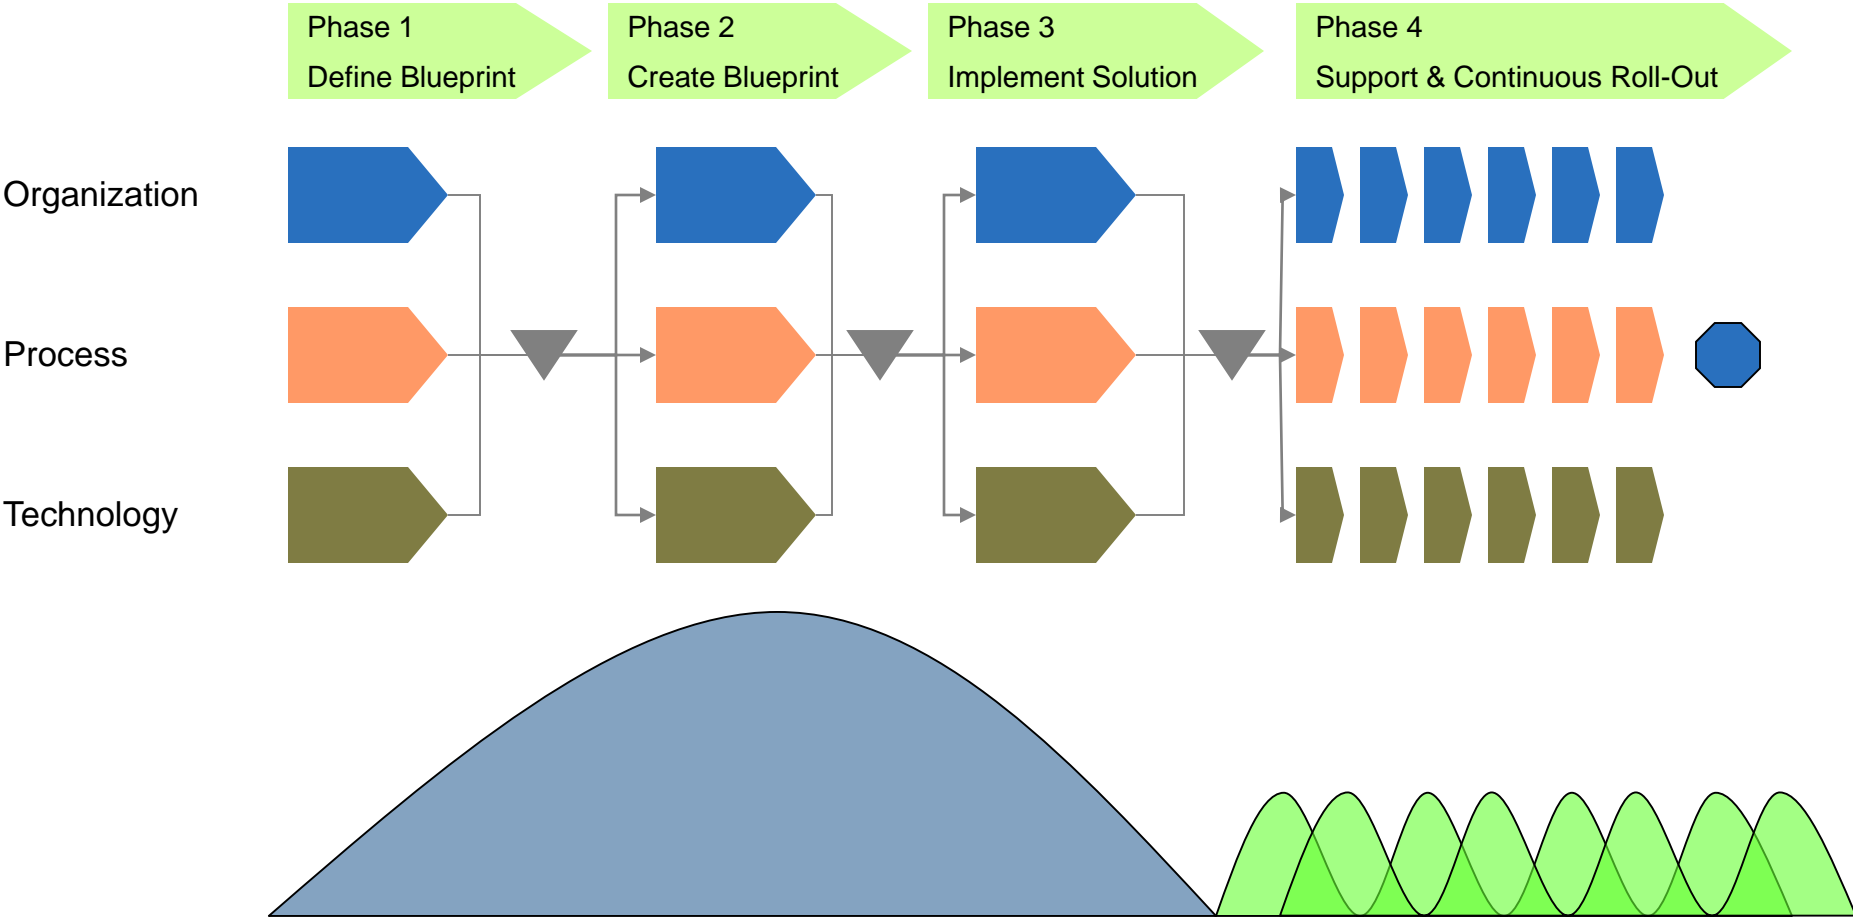 Phase 1
Define Blueprint
Phase 2
Create Blueprint
Phase 3
Implement Solution
Phase 4
Support & Continuous Roll-Out
Organization
Process
Technology